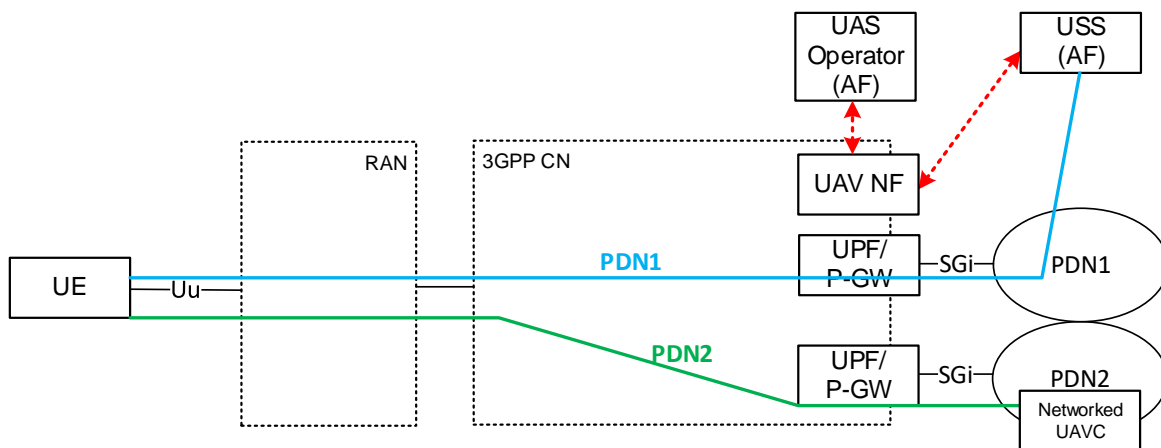 UAS
Operator
(AF)
USS
(AF)
RAN
3GPP CN
UAV NF
UE
Uu
PDN1
UPF/
P-GW
SGi
PDN1
PDN2
UPF/
P-GW
SGi
PDN2
Networked
UAVC